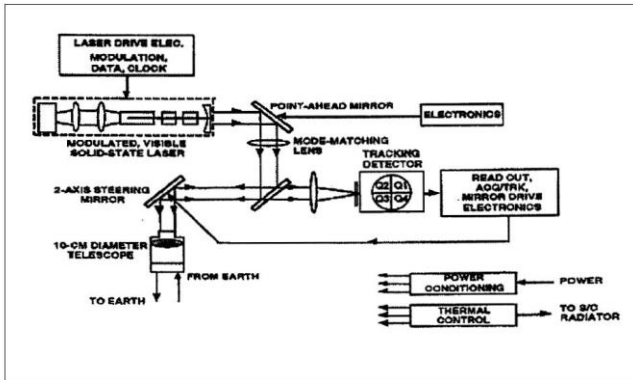 LASER DRIVE ELEC.
MODULATION,
DATA, CLOCK
POINT-AHEAD MIRROR
ELECTRONICS
MODULATED, VISIBLE
SOLID-STATE LASER
MODE-MATCHING
LENS
TRACKING
DETECTOR
2-AXIS STEERING
MIRROR
Q2 Q1
Q3 Q4
READ OUT,
ACQ/TRK,
MIRROR DRIVE
ELECTRONICS
10-CM DIAMETER
TELESCOPE
FROM EARTH
TO EARTH
POWER
CONDITIONING
POWER
THERMAL
CONTROL
TO S/C
RADIATOR